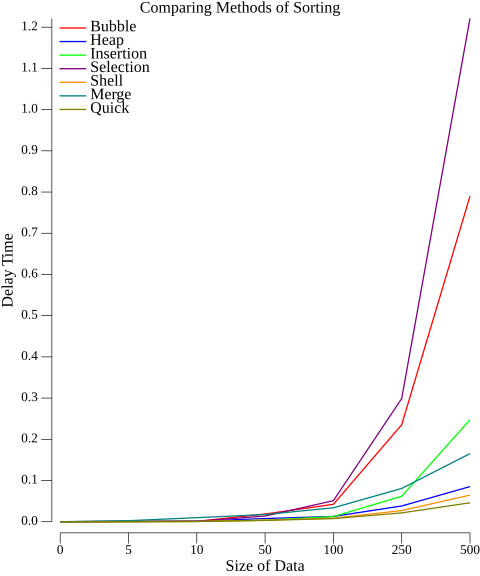 Comparing Methods of Sorting
1.2
Bubble
Heap
Insertion
Selection
Shell
Merge
Quick
1.1
1.0
0.9
0.8
0.7
0.6
0.5
0.4
0.3
0.2
0.1
0.0
Delay Time
0 5 10 50 100 250 500
Size of Data